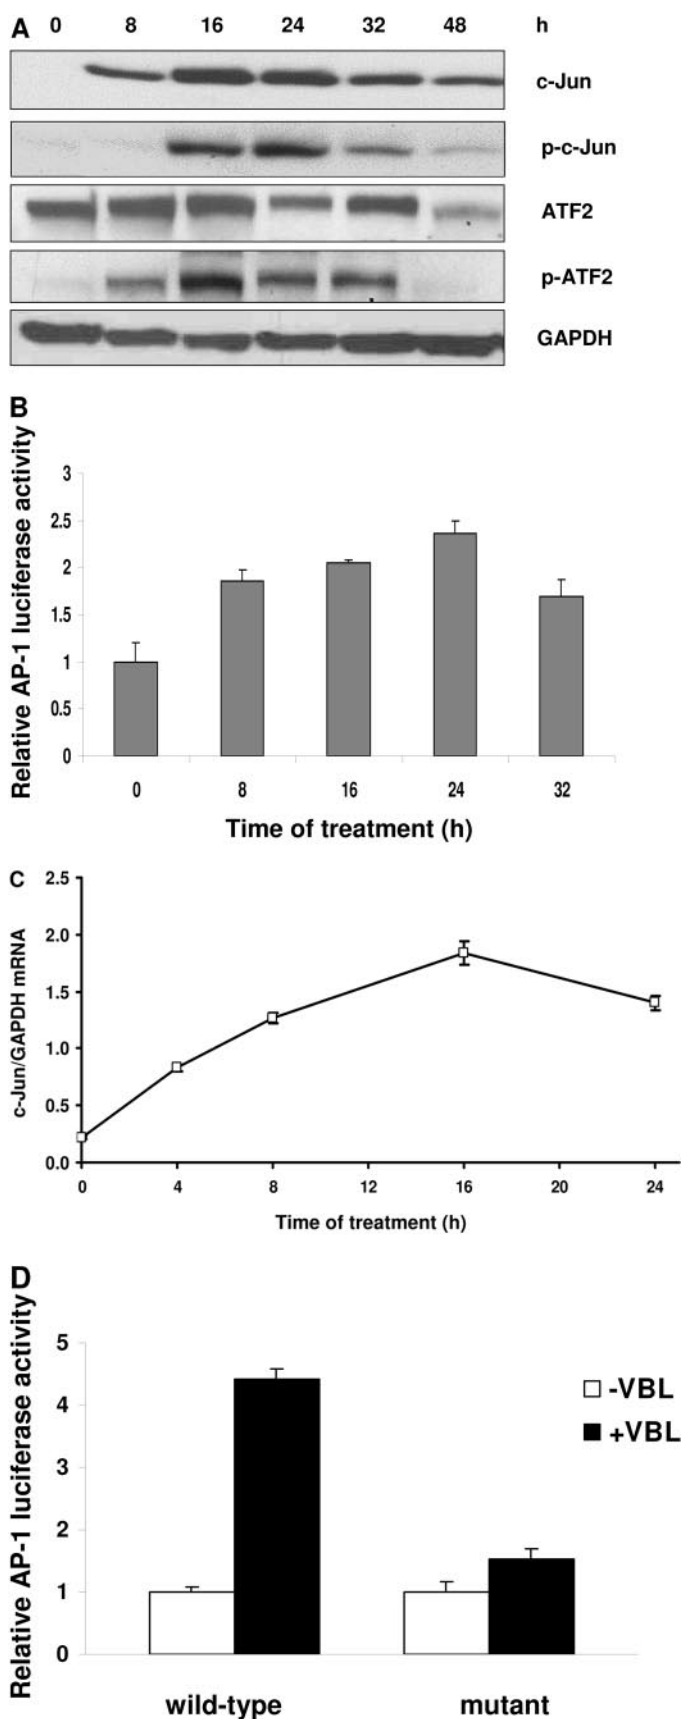 A 0 8 16 24 32 48 h
c-Jun
p-c-Jun
ATF2
p-ATF2
GAPDH
B
Relative AP-1 luciferase activity
3
2.5
2
1.5
1
0.5
0
0 8 16 24 32
Time of treatment (h)
C
c-Jun/GAPDH mRNA
2.5
2.0
1.5
1.0
0.5
0.0
0 4 8 12 16 20 24
Time of treatment (h)
D
Relative AP-1 luciferase activity
5
4
3
2
1
0
-VBL
+VBL
wild-type mutant